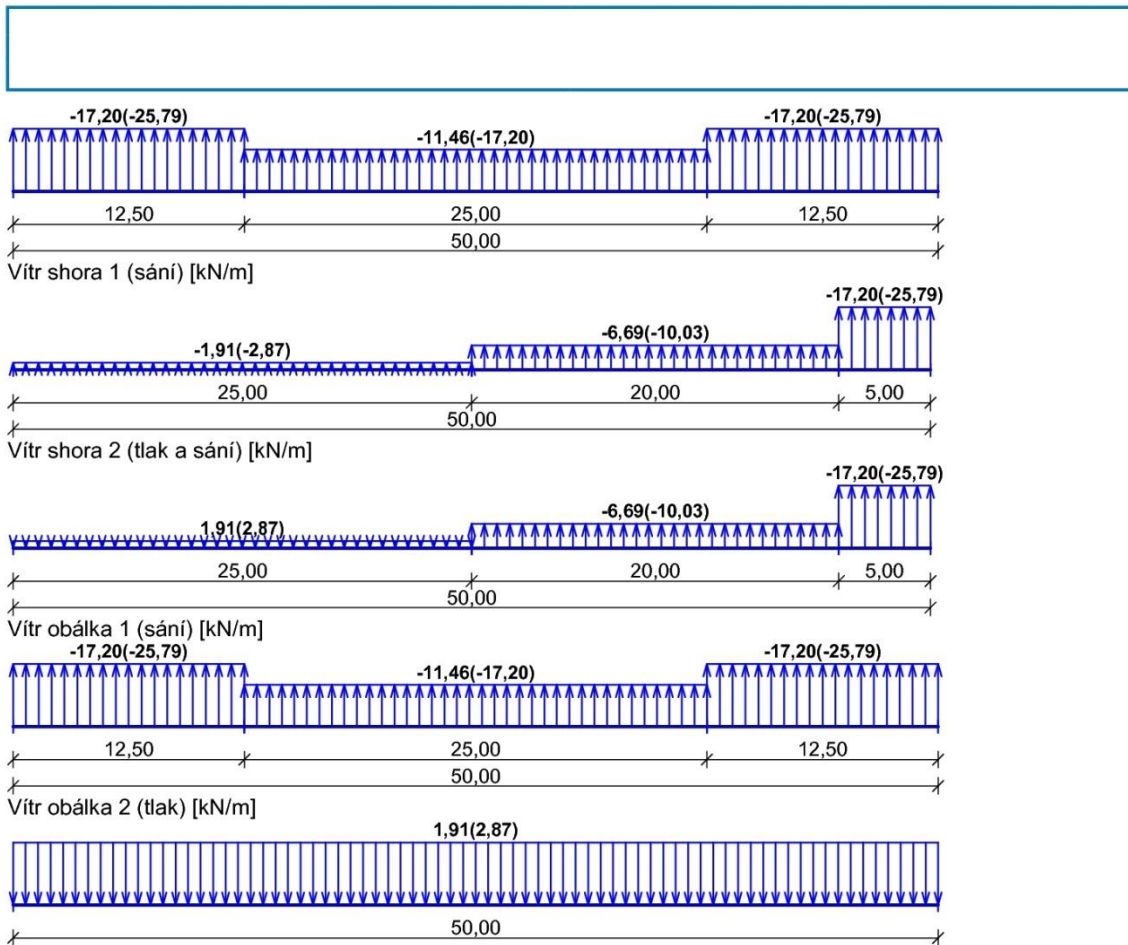 -17,20(-25,79) -17,20(-25,79)
-11,46(-17,20)
12,50 25,00 12,50
50,00
Vítr shora 1 (sání) [kN/m]
-17,20(-25,79)
-6,69(-10,03)
-1,91(-2,87)
25,00 20,00 5,00
50,00
Vítr shora 2 (tlak a sání) [kN/m]
-17,20(-25,79)
-6,69(-10,03)
1,91(2,87)
25,00 20,00 5,00
50,00
Vítr obálka 1 (sání) [kN/m]
-17,20(-25,79) -17,20(-25,79)
-11,46(-17,20)
12,50 25,00 12,50
50,00
Vítr obálka 2 (tlak) [kN/m]
1,91(2,87)
50,00